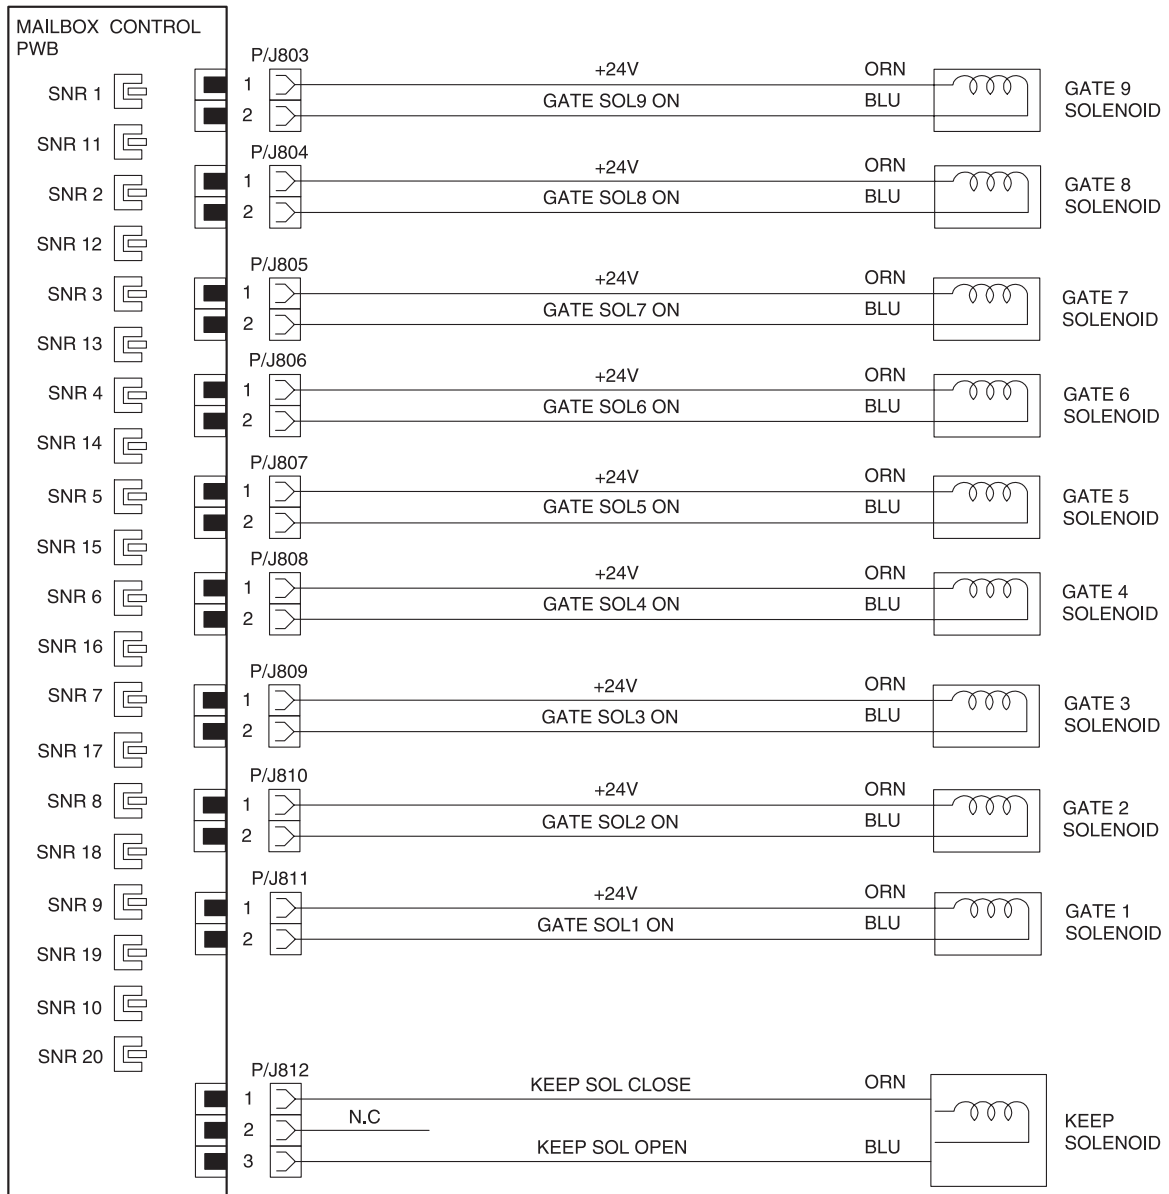 MAILBOX CONTROL
PWB
SNR 1
SNR 11
SNR 2
SNR 12
SNR 3
SNR 13
SNR 4
SNR 14
SNR 5
SNR 15
SNR 6
SNR 16
SNR 7
SNR 17
SNR 8
SNR 18
SNR 9
SNR 19
SNR 10
SNR 20
P/J803
1 +24V ORN
2 GATE SOL9 ON BLU
GATE 9
SOLENOID
P/J804
1 +24V ORN
2 GATE SOL8 ON BLU
GATE 8
SOLENOID
P/J805
1 +24V ORN
2 GATE SOL7 ON BLU
GATE 7
SOLENOID
P/J806
1 +24V ORN
2 GATE SOL6 ON BLU
GATE 6
SOLENOID
P/J807
1 +24V ORN
2 GATE SOL5 ON BLU
GATE 5
SOLENOID
P/J808
1 +24V ORN
2 GATE SOL4 ON BLU
GATE 4
SOLENOID
P/J809
1 +24V ORN
2 GATE SOL3 ON BLU
GATE 3
SOLENOID
P/J810
1 +24V ORN
2 GATE SOL2 ON BLU
GATE 2
SOLENOID
P/J811
1 +24V ORN
2 GATE SOL1 ON BLU
GATE 1
SOLENOID
P/J812
1 KEEP SOL CLOSE ORN
2 N.C
3 KEEP SOL OPEN BLU
KEEP
SOLENOID